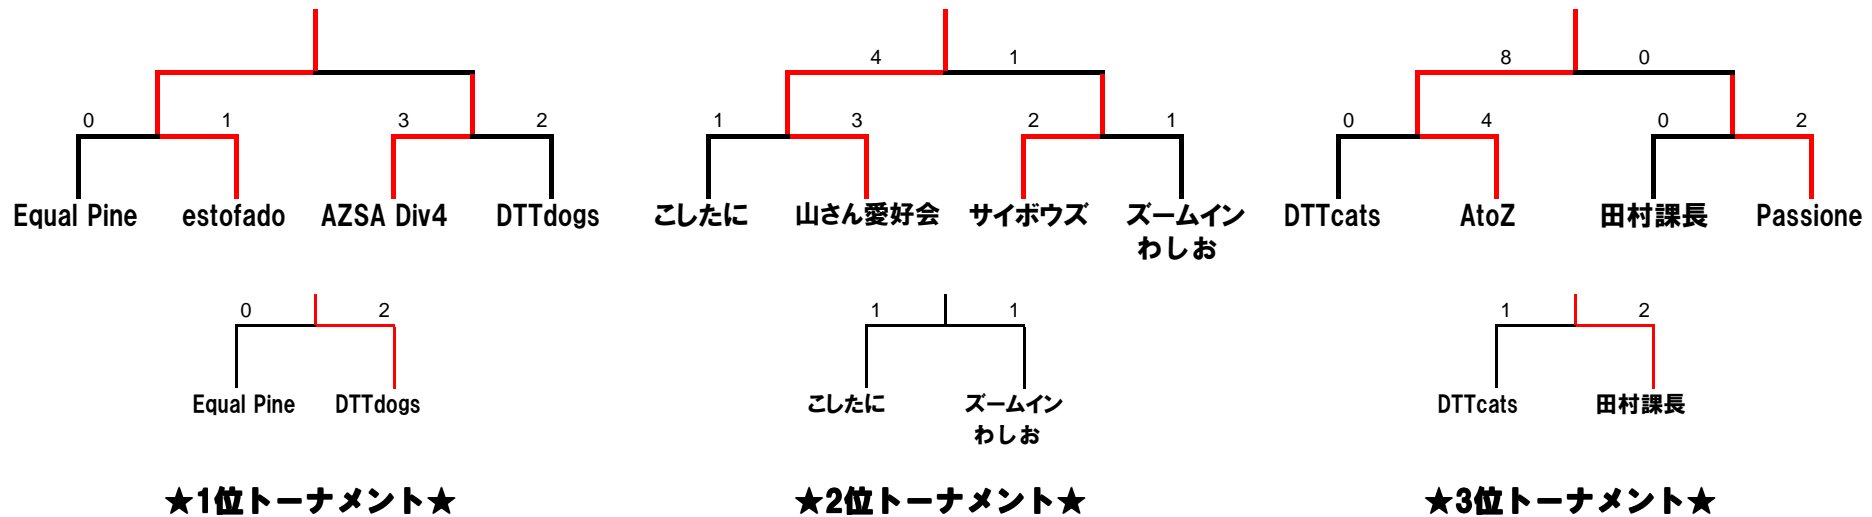 4 1
8 0
0 1 3 2
1 3 2 1
0 4 0 2
Equal Pine estofado AZSA Div4 DTTdogs
こしたに 山さん愛好会 サイボウズ ズームイン
わしお
DTTcats AtoZ 田村課長 Passione
0 2
1 1
1 2
Equal Pine DTTdogs
こしたに ズームイン
わしお
DTTcats 田村課長
★1位トーナメント★
★2位トーナメント★
★3位トーナメント★